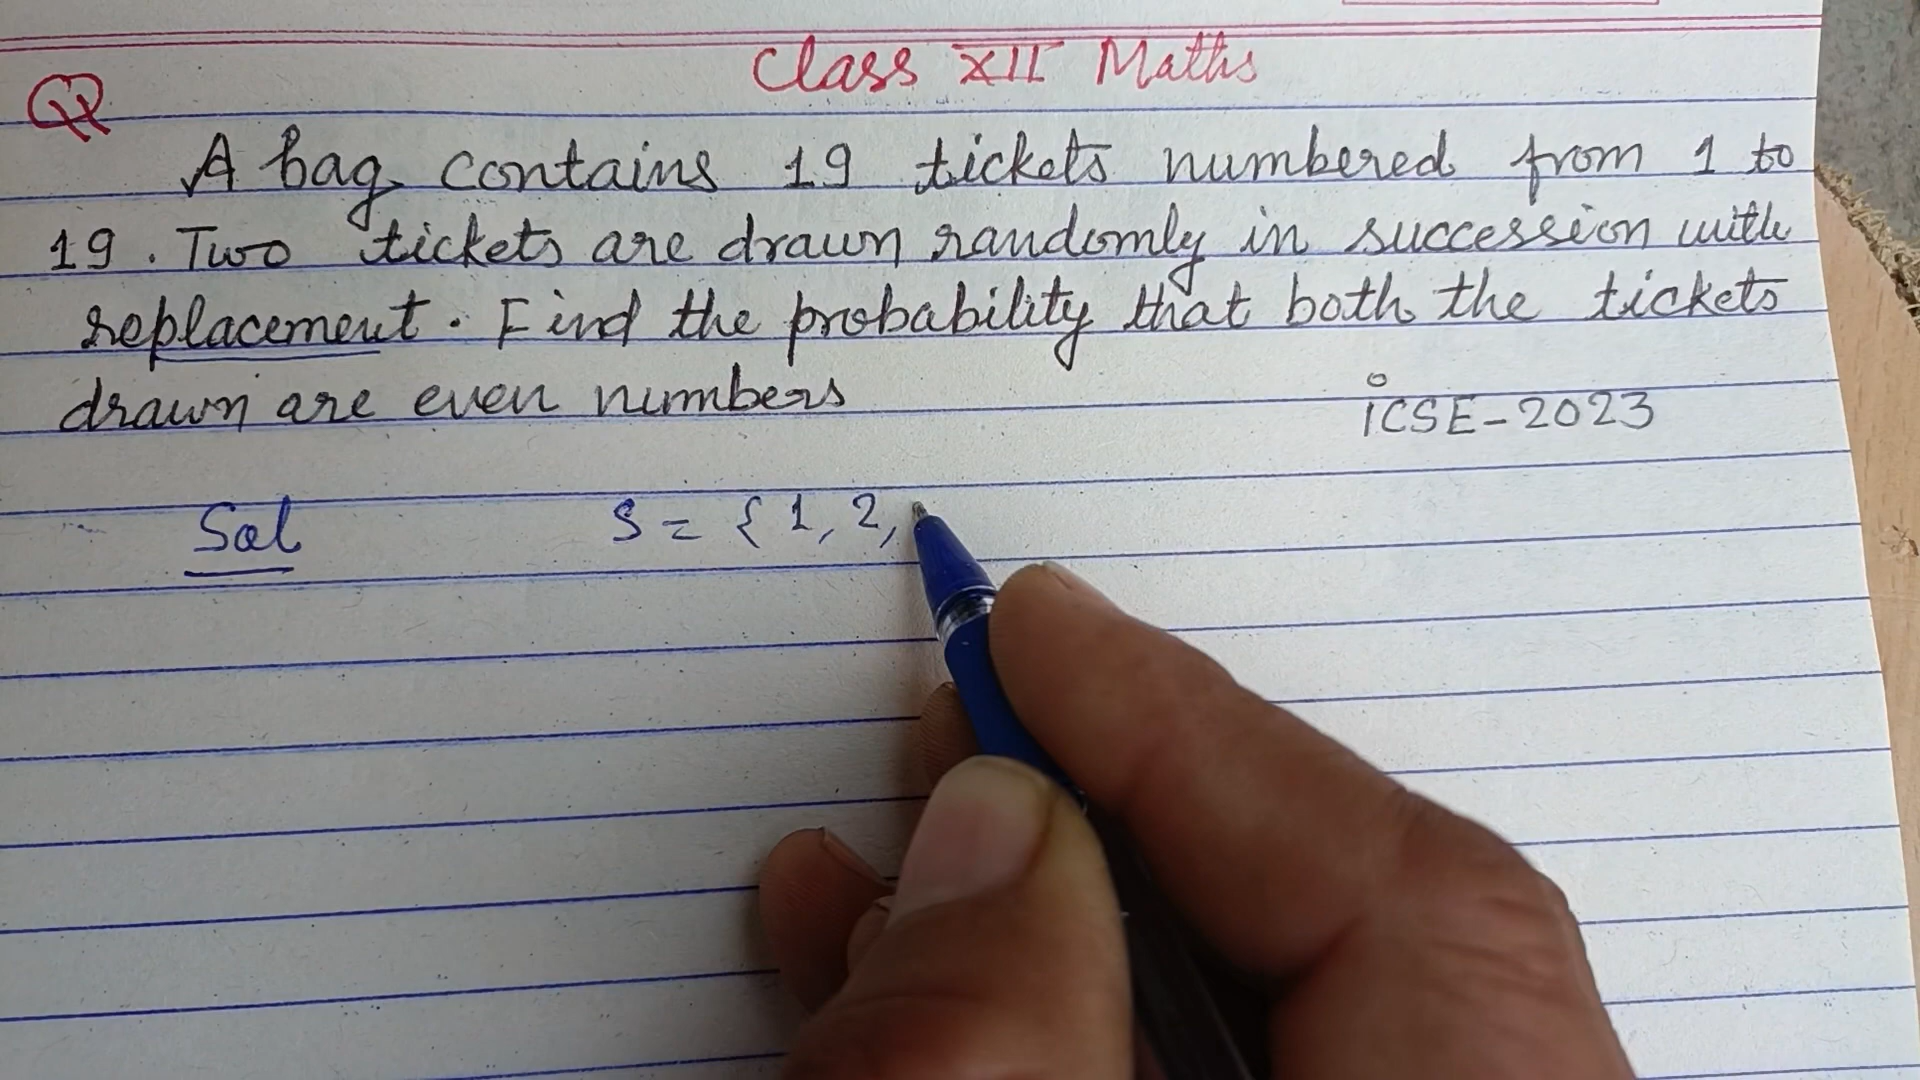 Class XII Maths
Q
A bag contains 19 tickets numbered from 1 to
19. Two tickets are drawn randomly in succession with
replacement. Find the probability that both the tickets
drawn are even numbers
ICSE-2023
Sol S = { 1, 2,